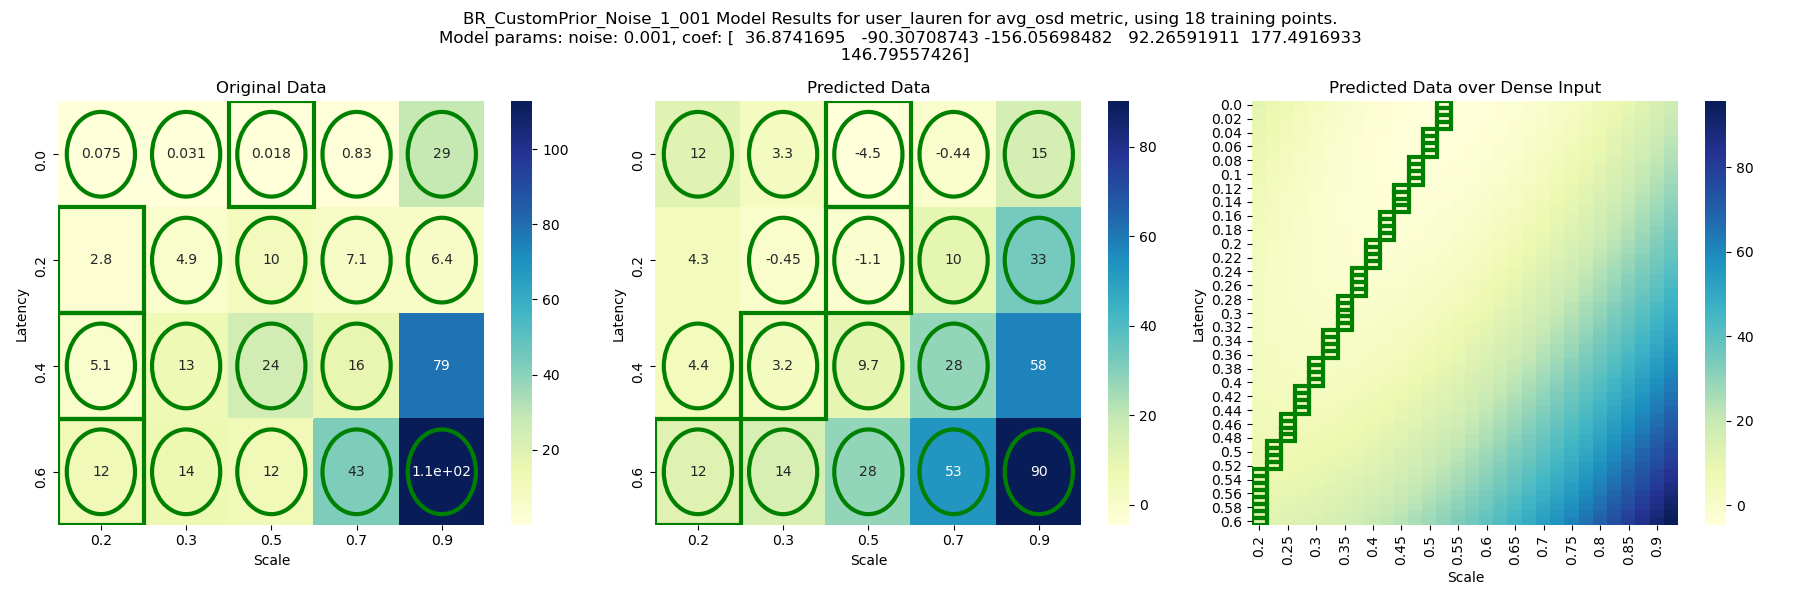 BR_CustomPrior_Noise_1_001 Model Results for user_lauren for avg_osd metric, using 18 training points.
Model params: noise: 0.001, coef: [  36.8741695   -90.30708743 -156.05698482   92.26591911  177.4916933
146.79557426]
Original Data
0.0 0.075 0.031 0.018 0.83 29
0.2 2.8 4.9 10 7.1 6.4
0.4 5.1 13 24 16 79
0.6 12 14 12 43 1.1e+02
0.2 0.3 0.5 0.7 0.9
Scale
Latency
100
80
60
40
20
Predicted Data
0.0 12 3.3 -4.5 -0.44 15
0.2 4.3 -0.45 -1.1 10 33
0.4 4.4 3.2 9.7 28 58
0.6 12 14 28 53 90
0.2 0.3 0.5 0.7 0.9
Scale
Latency
80
60
40
20
0
Predicted Data over Dense Input
0.0
0.02
0.04
0.06
0.08
0.1
0.12
0.14
0.16
0.18
0.2
0.22
0.24
0.26
0.28
0.3
0.32
0.34
0.36
0.38
0.4
0.42
0.44
0.46
0.48
0.5
0.52
0.54
0.56
0.58
0.6
0.2 0.25 0.3 0.35 0.4 0.45 0.5 0.55 0.6 0.65 0.7 0.75 0.8 0.85 0.9
Scale
Latency
80
60
40
20
0